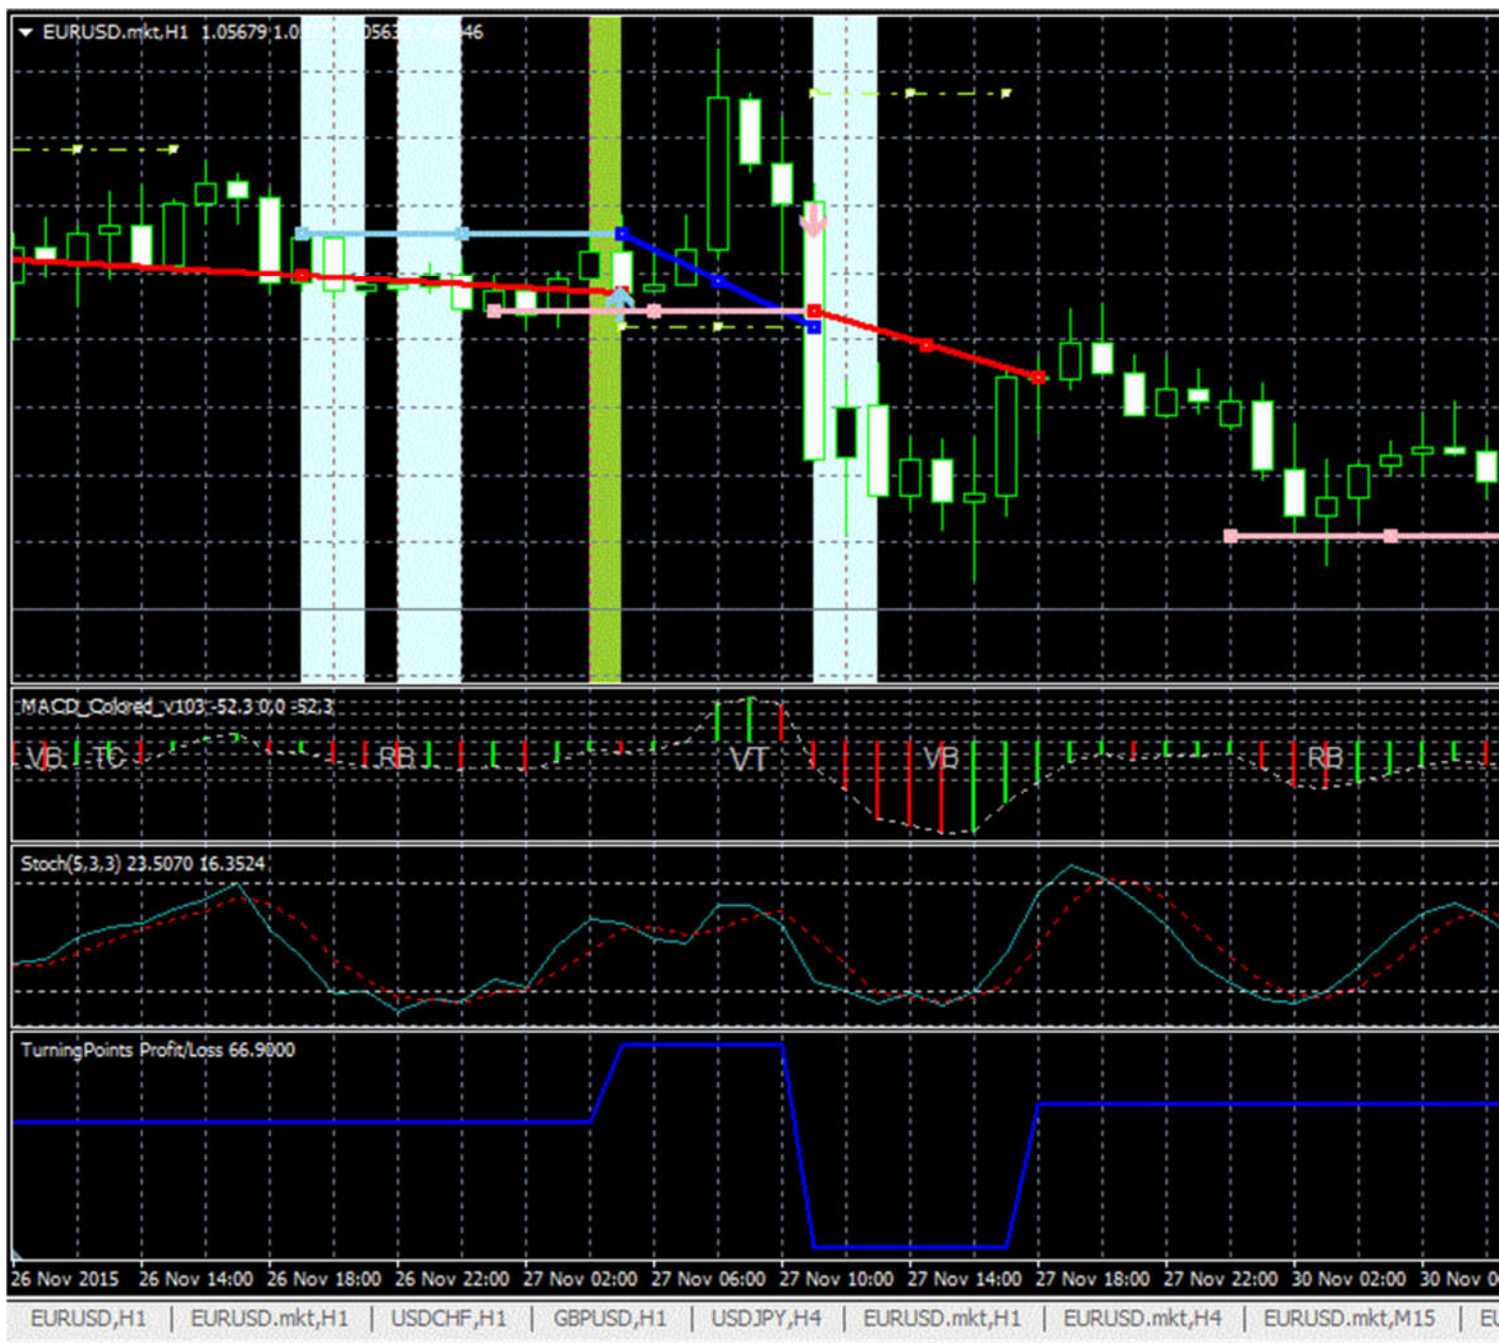 EURUSD.mkt,H1 1.05679
MACD_Colored_v103 -52.3 0.0 -52.3
VB TC RB VT VB RB
Stoch(5,3,3) 23.5070 16.3524
TurningPoints Profit/Loss 66.9000
26 Nov 2015 26 Nov 14:00 26 Nov 18:00 26 Nov 22:00 27 Nov 02:00 27 Nov 06:00 27 Nov 10:00 27 Nov 14:00 27 Nov 18:00 27 Nov 22:00 30 Nov 02:00 30 Nov
EURUSD,H1 | EURUSD.mkt,H1 | USDCHF,H1 | GBPUSD,H1 | USDJPY,H4 | EURUSD.mkt,H1 | EURUSD.mkt,H4 | EURUSD.mkt,M15 |